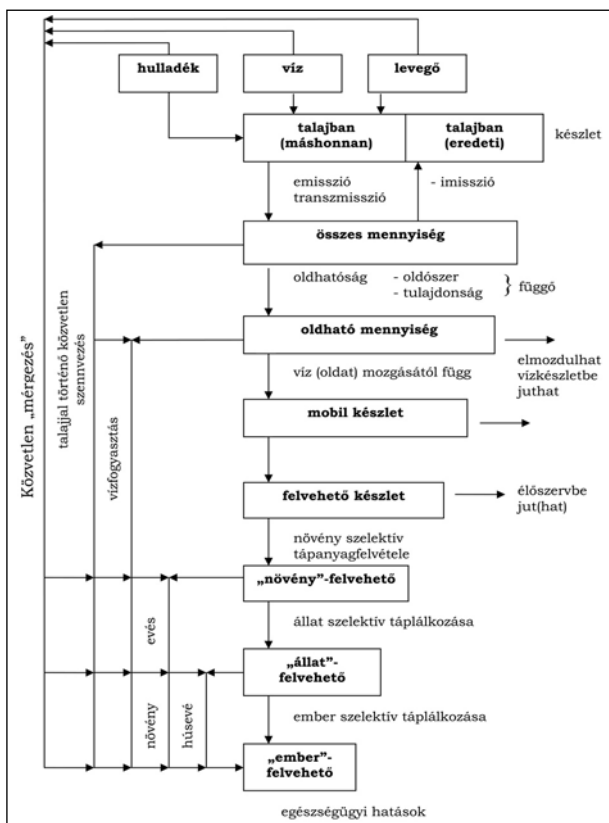 hulladék
víz
levegő
talajban
(máshonnan)
talajban
(eredeti)
készlet
emisszió
transzmisszió
- imisszió
összes mennyiség
oldhatóság
- oldószer
- tulajdonság
} függő
oldható mennyiség
elmozdulhat
vízkészletbe
juthat
víz (oldat) mozgásától függ
mobil készlet
felvehető készlet
élőszervbe
jut(hat)
növény szelektív
tápanyagfelvétele
„növény”-felvehető
állat szelektív táplálkozása
„állat”-
felvehető
ember szelektív táplálkozása
„ember”-
felvehető
egészségügyi hatások
Közvetlen „mérgezés”
talajjal történő közvetlen
szennvezés
vízfogyasztás
evés
növény
húsevé